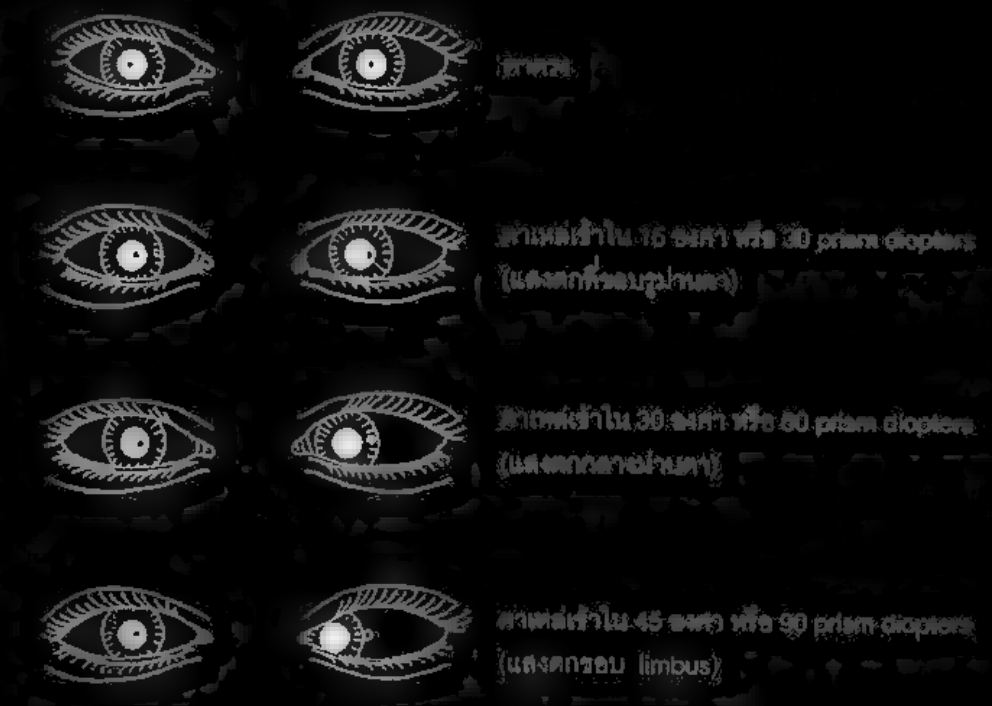 ตาปกติ
ตาเหล่เข้าใน 15 องศา หรือ 30 prism diopters
(แสงตกที่ขอบรูม่านตา)
ตาเหล่เข้าใน 30 องศา หรือ 60 prism diopters
(แสงตกกลางม่านตา)
ตาเหล่เข้าใน 45 องศา หรือ 90 prism diopters
(แสงตกขอบ limbus)